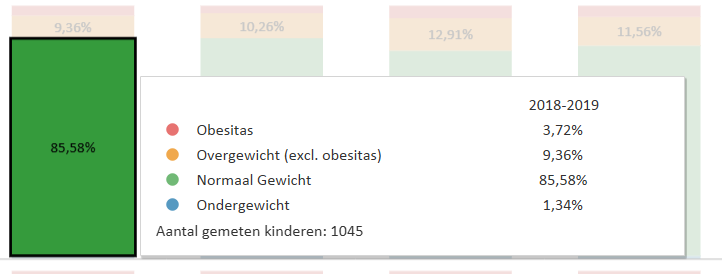 9,36% 10,26% 12,91% 11,56%
85,58%
2018-2019
Obesitas 3,72%
Overgewicht (excl. obesitas) 9,36%
Normaal Gewicht 85,58%
Ondergewicht 1,34%
Aantal gemeten kinderen: 1045